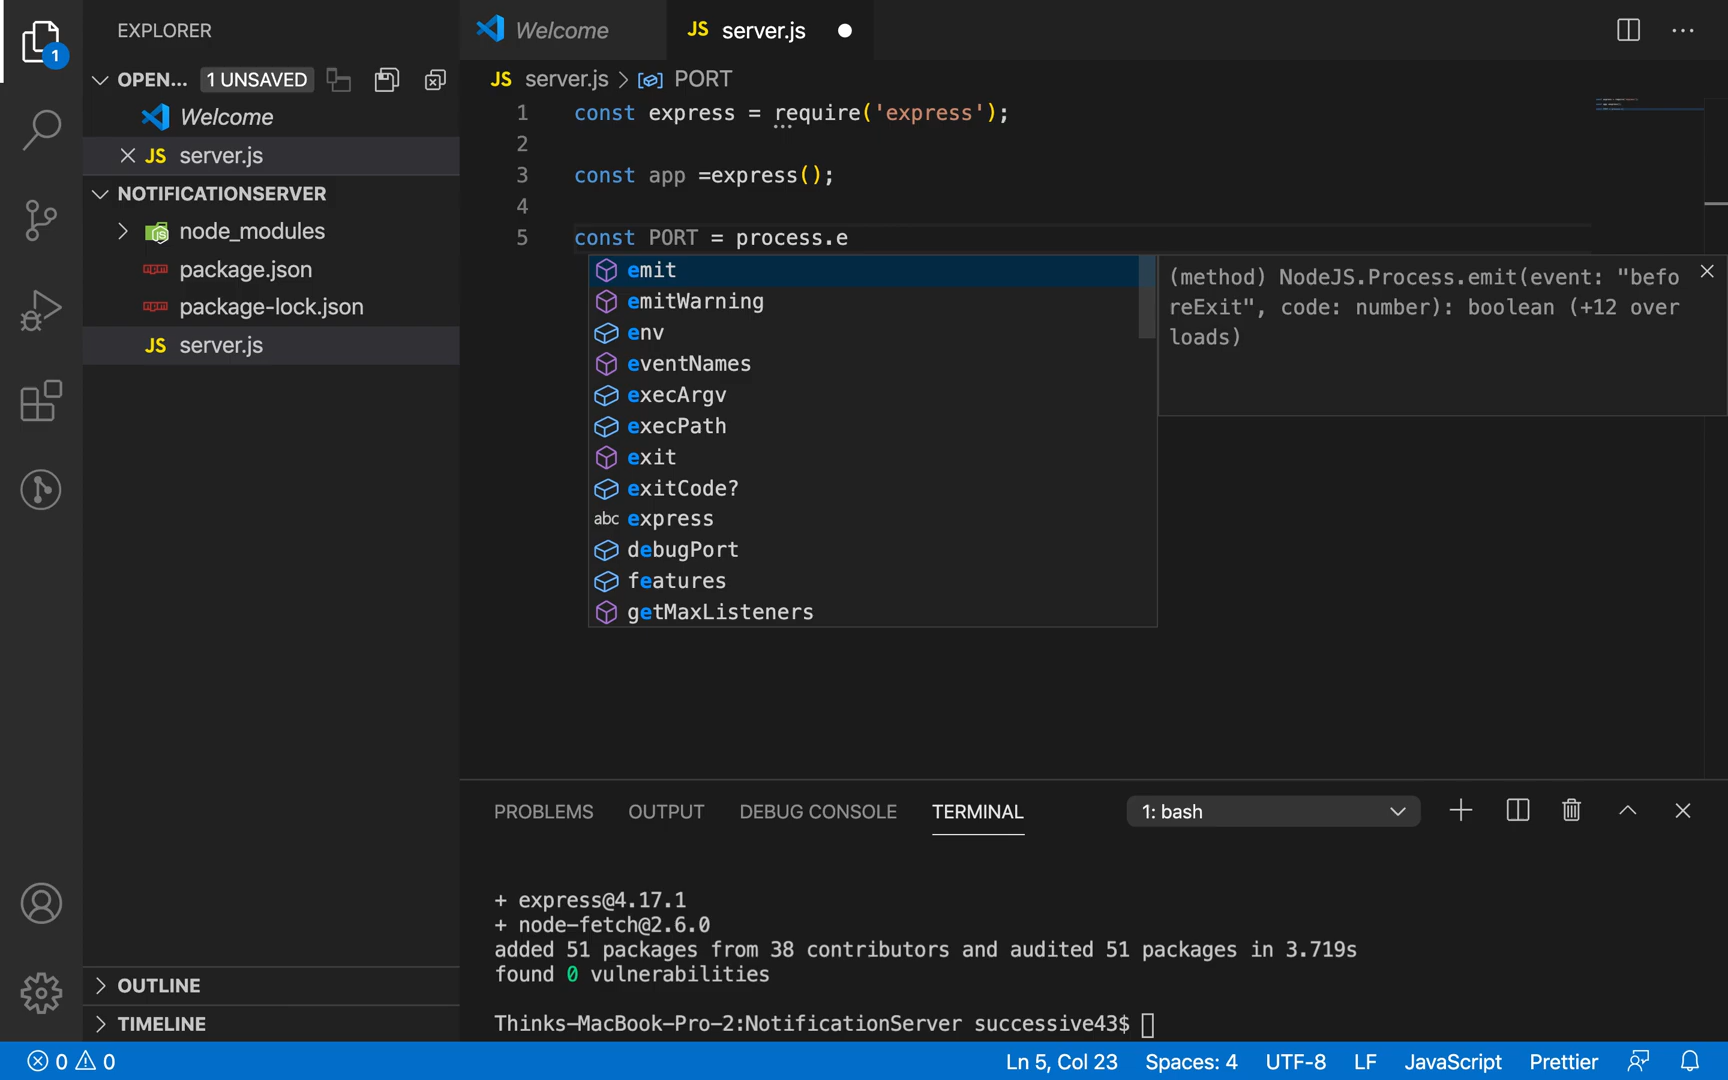 EXPLORER
OPEN... 1 UNSAVED
Welcome
JS server.js
NOTIFICATIONSERVER
node_modules
package.json
package-lock.json
JS server.js
OUTLINE
TIMELINE
1
Welcome
JS server.js
JS server.js > PORT
1 const express = require('express');
2
3 const app =express();
4
5 const PORT = process.e
emit
emitWarning
env
eventNames
execArgv
execPath
exit
exitCode?
abc express
debugPort
features
getMaxListeners
(method) NodeJS.Process.emit(event: "befo
reExit", code: number): boolean (+12 over
loads)
PROBLEMS OUTPUT DEBUG CONSOLE TERMINAL 1: bash
+ express@4.17.1
+ node-fetch@2.6.0
added 51 packages from 38 contributors and audited 51 packages in 3.719s
found 0 vulnerabilities
Thinks-MacBook-Pro-2:NotificationServer successive43$
0 0 Ln 5, Col 23 Spaces: 4 UTF-8 LF JavaScript Prettier